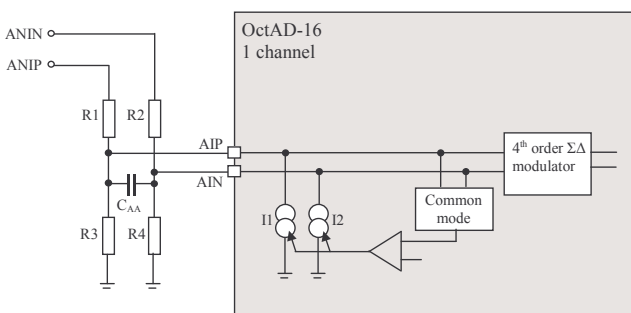 OctAD-16
1 channel
ANIN
ANIP
R1
R2
AIP
AIN
4th order ΣΔ
modulator
CAA
Common
mode
R3
R4
I1
I2